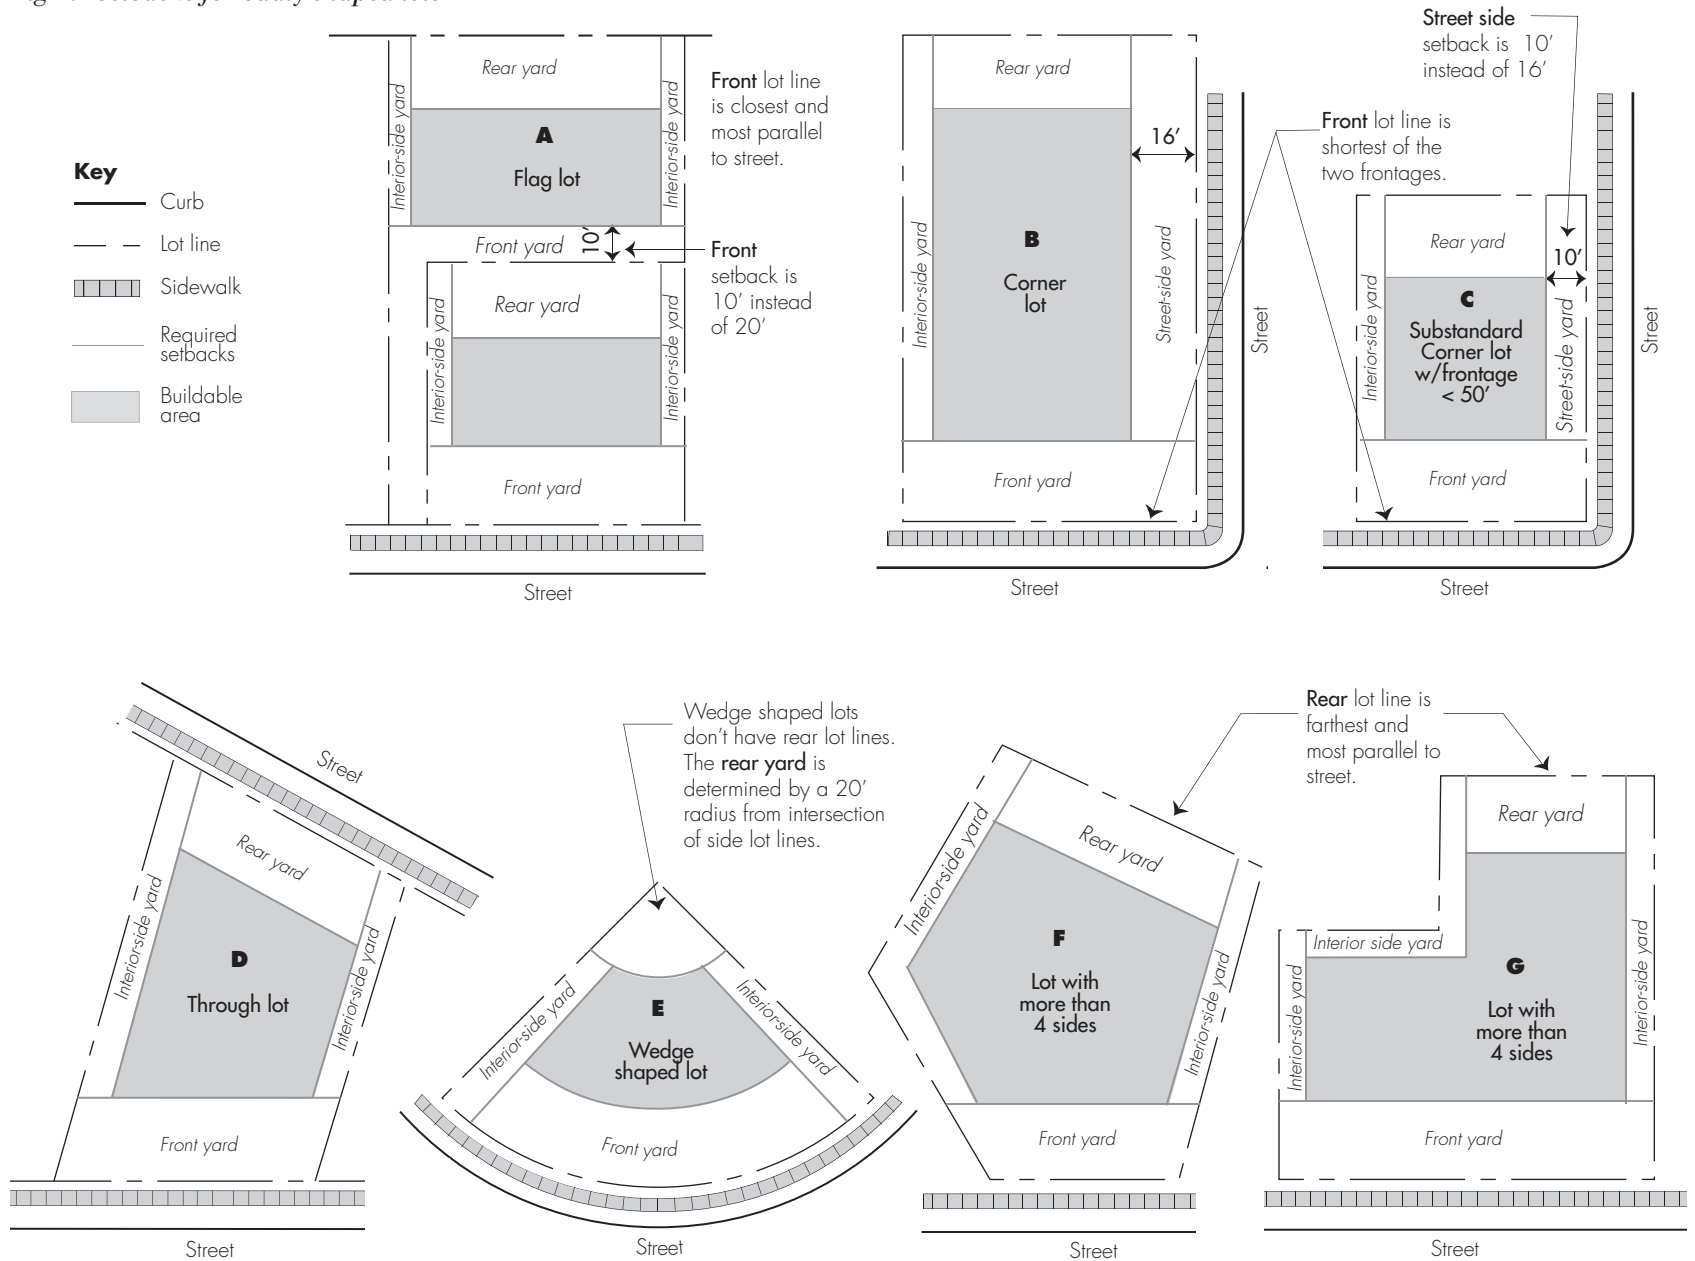 Key
Curb
Lot line
Sidewalk
Required
setbacks
Buildable
area
Rear yard
Interior-side yard
A
Flag lot
Interior-side yard
Front yard
10'
Front lot line
is closest and
most parallel
to street.
Front
setback is
10' instead
of 20'
Rear yard
Interior-side yard
Interior-side yard
Front yard
Street
Rear yard
16'
Interior-side yard
B
Corner
lot
Street-side yard
Front yard
Street
Street
Front lot line is
shortest of the
two frontages.
Street side
setback is 10'
instead of 16'
Rear yard
10'
Interior-side yard
C
Substandard
Corner lot
w/frontage
< 50'
Street-side yard
Front yard
Street
Street
Street
Rear yard
Interior-side yard
D
Through lot
Interior-side yard
Front yard
Street
Wedge shaped lots
don't have rear lot lines.
The rear yard is
determined by a 20'
radius from intersection
of side lot lines.
Interior-side yard
E
Wedge
shaped lot
Interior-side yard
Front yard
Street
Rear lot line is
farthest and
most parallel to
street.
Rear yard
Interior-side yard
F
Lot with
more than
4 sides
Interior-side yard
Front yard
Street
Rear yard
Interior side yard
Interior-side yard
G
Lot with
more than
4 sides
Interior-side yard
Front yard
Street